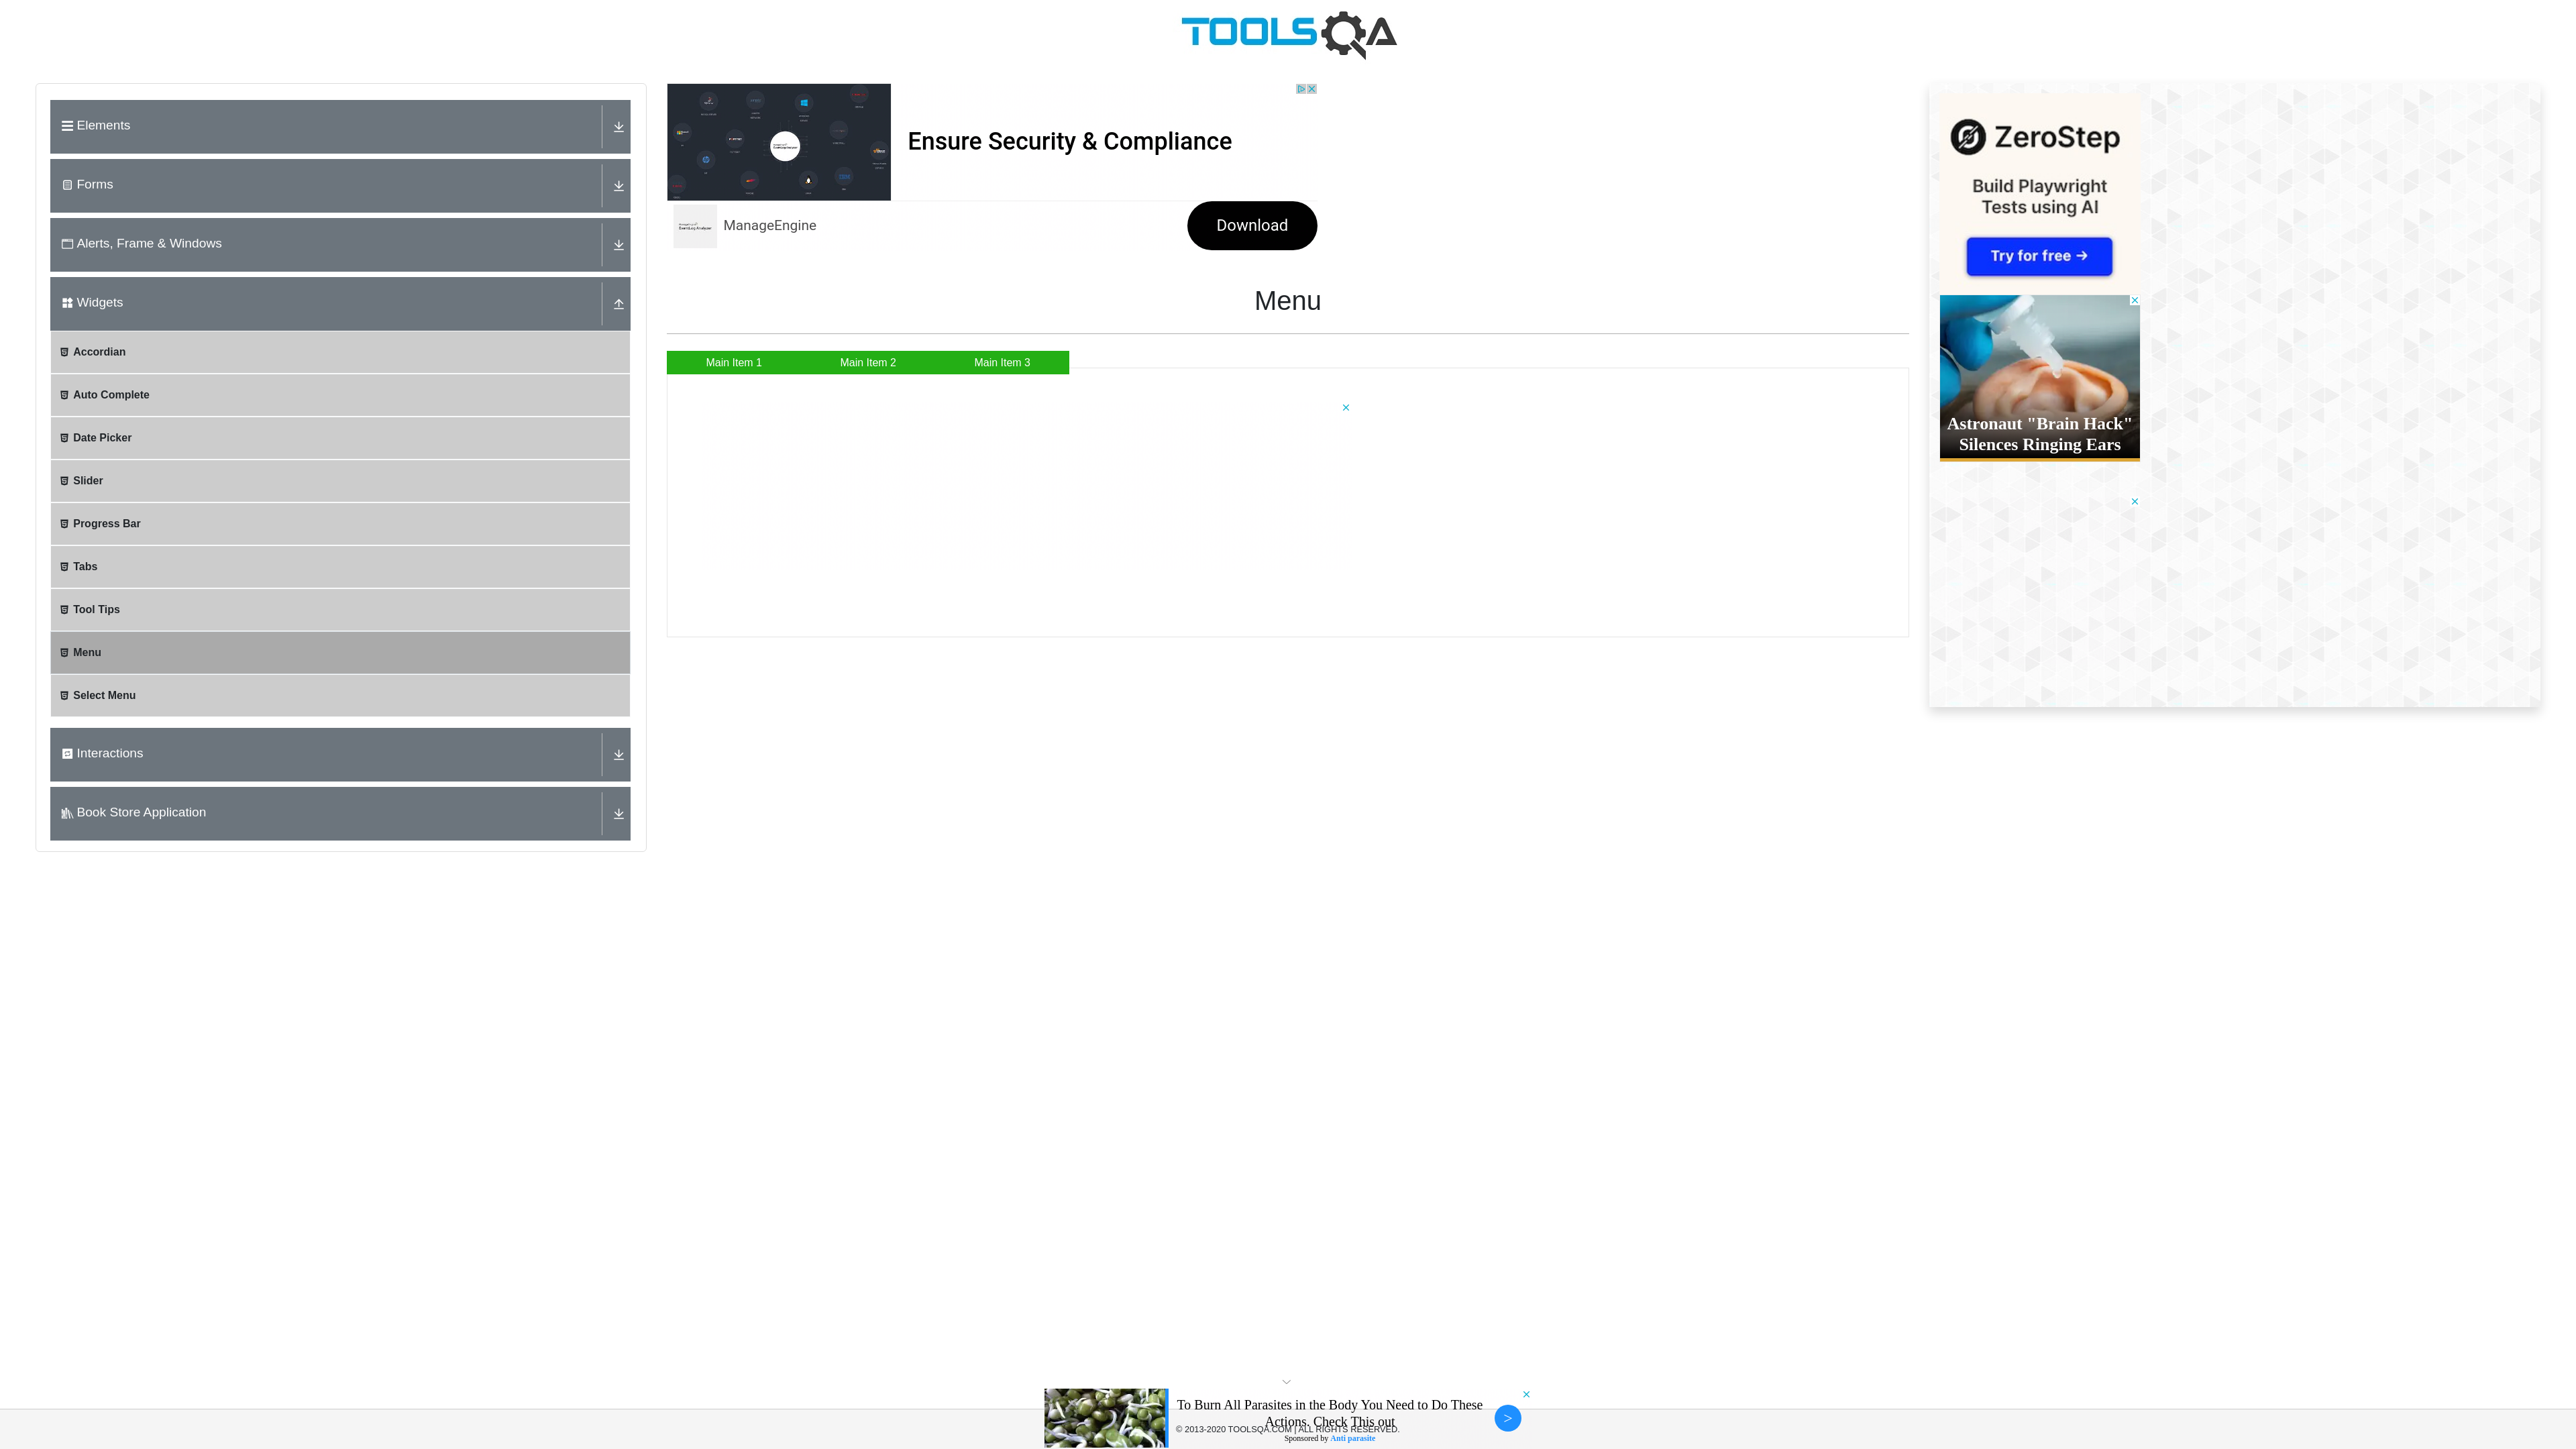 TOOLSQA
Elements
Forms
Alerts, Frame & Windows
Widgets
Accordian
Auto Complete
Date Picker
Slider
Progress Bar
Tabs
Tool Tips
Menu
Select Menu
Interactions
Book Store Application
Ensure Security & Compliance
ManageEngine
Download
Menu
Main Item 1
Main Item 2
Main Item 3
ZeroStep
Build Playwright
Tests using AI
Try for free →
Astronaut "Brain Hack"
Silences Ringing Ears
To Burn All Parasites in the Body You Need to Do These
Actions. Check This out
© 2013-2020 TOOLSQA.COM | ALL RIGHTS RESERVED.
Sponsored by Anti parasite